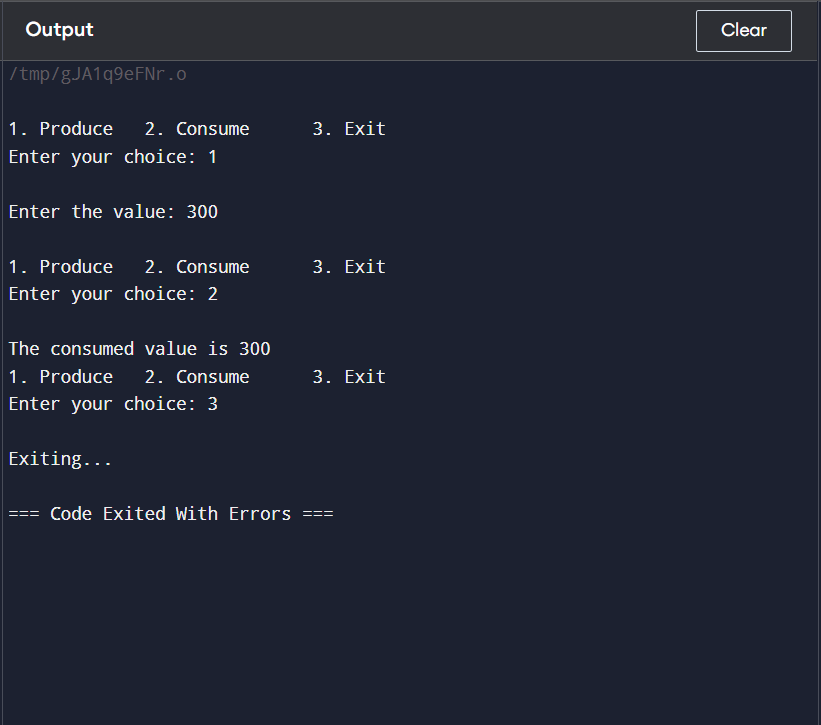 Output
Clear
/tmp/gJA1q9eFNr.o
1. Produce   2. Consume      3. Exit
Enter your choice: 1
Enter the value: 300
1. Produce   2. Consume      3. Exit
Enter your choice: 2
The consumed value is 300
1. Produce   2. Consume      3. Exit
Enter your choice: 3
Exiting...
=== Code Exited With Errors ===